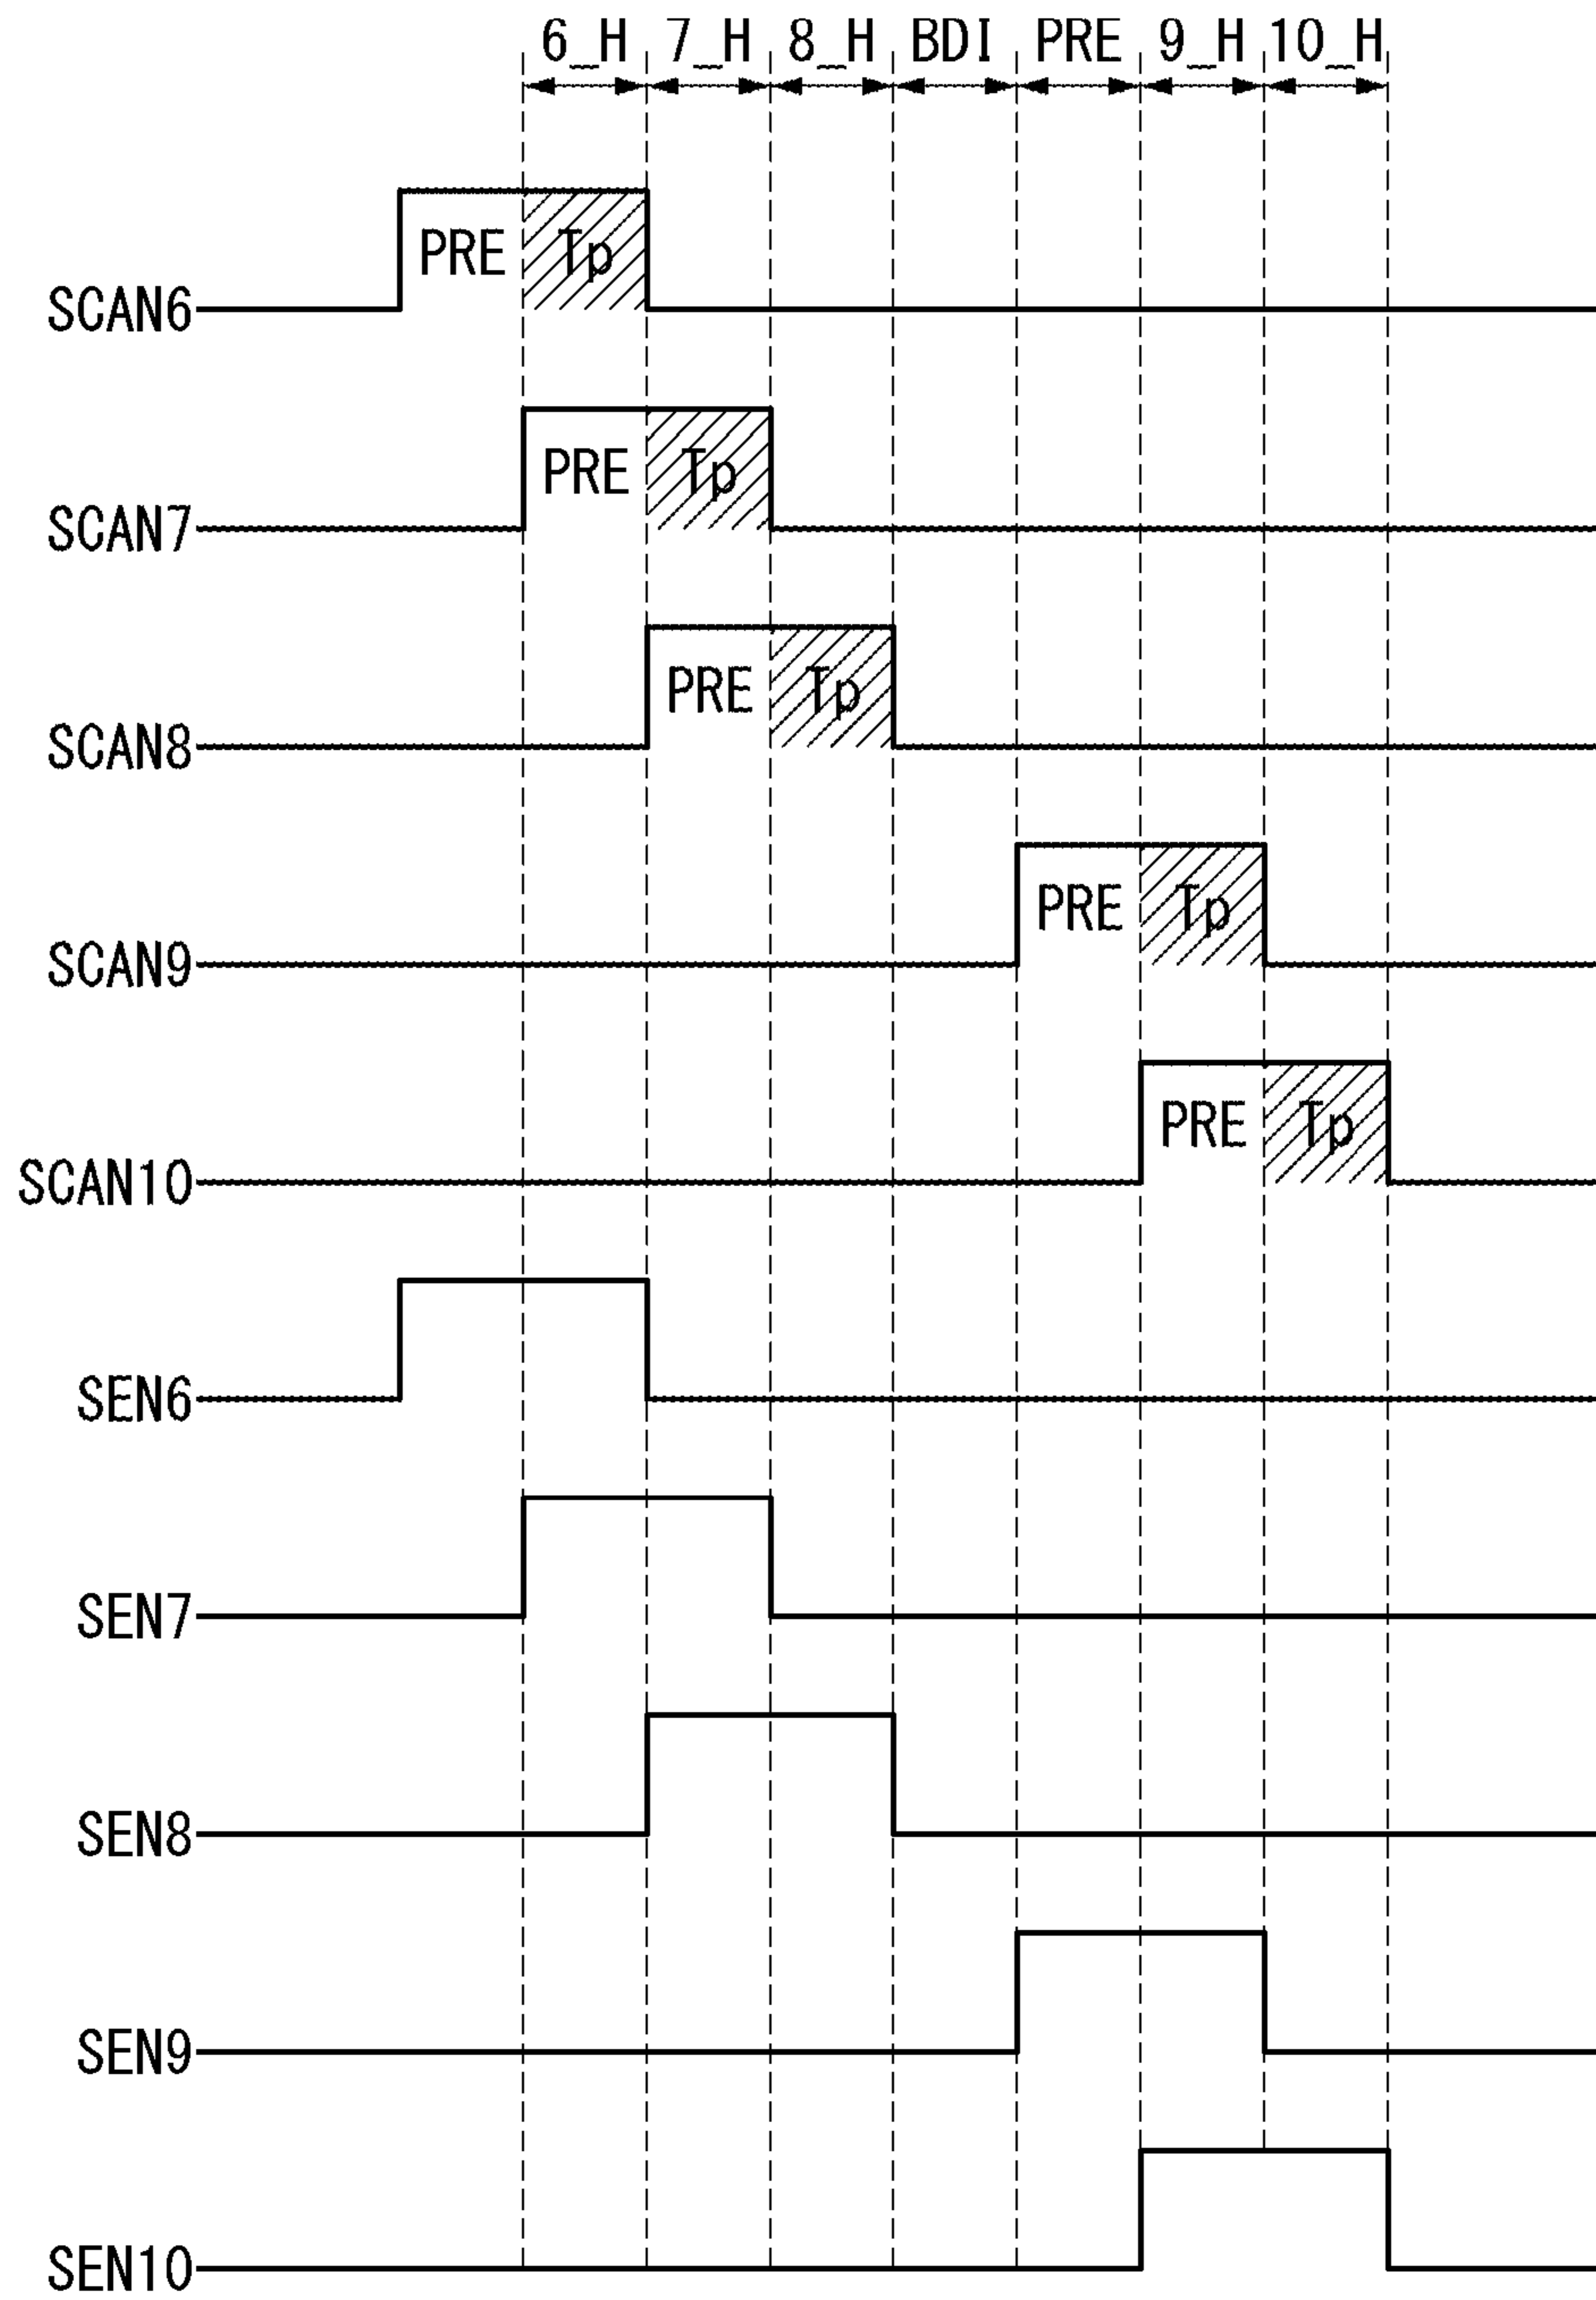 6_H 7_H 8_H BDI PRE 9_H 10_H
PRE Tp
SCAN6
PRE Tp
SCAN7
PRE Tp
SCAN8
PRE Tp
SCAN9
PRE Tp
SCAN10
SEN6
SEN7
SEN8
SEN9
SEN10